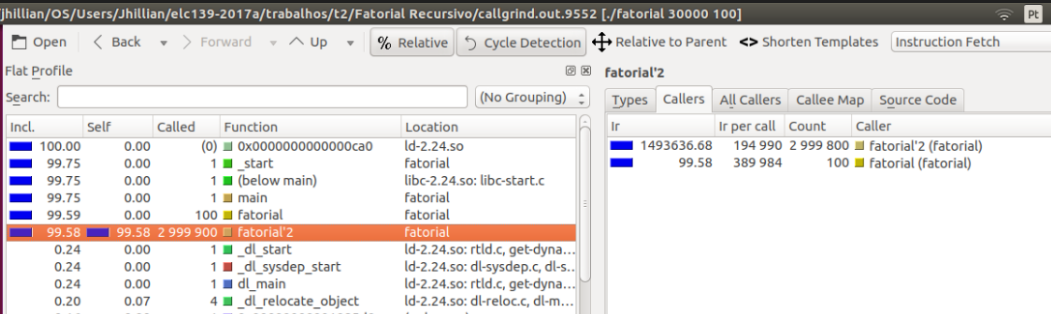 /jhillian/OS/Users/Jhillian/elc139-2017a/trabalhos/t2/Fatorial Recursivo/callgrind.out.9552 [./fatorial 30000 100] Pt
Open Back Forward Up % Relative Cycle Detection Relative to Parent <> Shorten Templates Instruction Fetch
Flat Profile
Search: (No Grouping)
Incl. Self Called Function Location
100.00 0.00 (0) 0x0000000000000ca0 ld-2.24.so
99.75 0.00 1 _start fatorial
99.75 0.00 1 (below main) libc-2.24.so: libc-start.c
99.75 0.00 1 main fatorial
99.59 0.00 100 fatorial fatorial
99.58 99.58 2 999 900 fatorial'2 fatorial
0.24 0.00 1 _dl_start ld-2.24.so: rtld.c, get-dyna...
0.24 0.00 1 _dl_sysdep_start ld-2.24.so: dl-sysdep.c, dl-s...
0.24 0.00 1 dl_main ld-2.24.so: rtld.c, get-dyna...
0.20 0.07 4 _dl_relocate_object ld-2.24.so: dl-reloc.c, dl-m...
fatorial'2
Types Callers All Callers Callee Map Source Code
Ir Ir per call Count Caller
1493636.68 194 990 2 999 800 fatorial'2 (fatorial)
99.58 389 984 100 fatorial (fatorial)